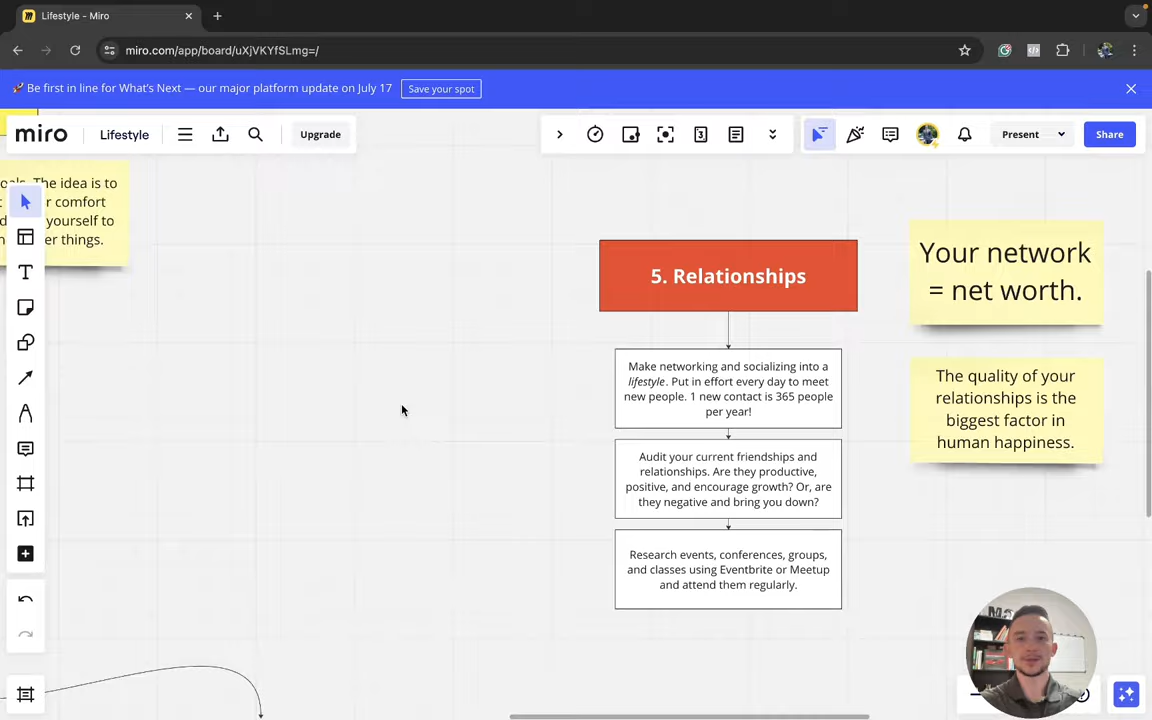 Lifestyle - Miro
miro.com/app/board/uXjVKYfSLmg=/
🚀 Be first in line for What's Next — our major platform update on July 17
Save your spot
miro
Lifestyle
Upgrade
3
Present
Share
The idea is to
comfort
yourself to
things.
5. Relationships
Make networking and socializing into a
lifestyle. Put in effort every day to meet
new people. 1 new contact is 365 people
per year!
Audit your current friendships and
relationships. Are they productive,
positive, and encourage growth? Or, are
they negative and bring you down?
Research events, conferences, groups,
and classes using Eventbrite or Meetup
and attend them regularly.
Your network
= net worth.
The quality of your
relationships is the
biggest factor in
human happiness.